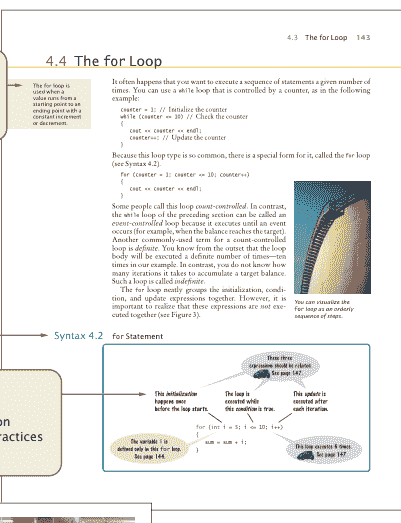 4.3 The for Loop 143
4.4 The for Loop
The for loop is
used when a
value runs from a
starting point to an
ending point with a
constant increment
or decrement.
It often happens that you want to execute a sequence of statements a given number of
times. You can use a while loop that is controlled by a counter, as in the following
example:
counter = 1; // Initialize the counter
while (counter <= 10) // Check the counter
{
cout << counter << endl;
counter++; // Update the counter
}
Because this loop type is so common, there is a special form for it, called the for loop
(see Syntax 4.2).
for (counter = 1; counter <= 10; counter++)
{
cout << counter << endl;
}
Some people call this loop count-controlled. In contrast,
the while loop of the preceding section can be called an
event-controlled loop because it executes until an event
occurs (for example, when the balance reaches the target).
Another commonly-used term for a count-controlled
loop is definite. You know from the outset that the loop
body will be executed a definite number of times—ten
times in our example. In contrast, you do not know how
many iterations it takes to accumulate a target balance.
Such a loop is called indefinite.
The for loop neatly groups the initialization, condi-
tion, and update expressions together. However, it is
important to realize that these expressions are not exe-
cuted together (see Figure 3).
You can visualize the
for loop as an orderly
sequence of steps.
Syntax 4.2 for Statement
These three
expressions should be related.
See page 147.
This initialization
happens once
before the loop starts.
The loop is
executed while
this condition is true.
This update is
executed after
each iteration.
for (int i = 5; i <= 10; i++)
{
sum = sum + i;
}
The variable i is
defined only in this for loop.
See page 144.
This loop executes 6 times.
See page 147.
on
ractices